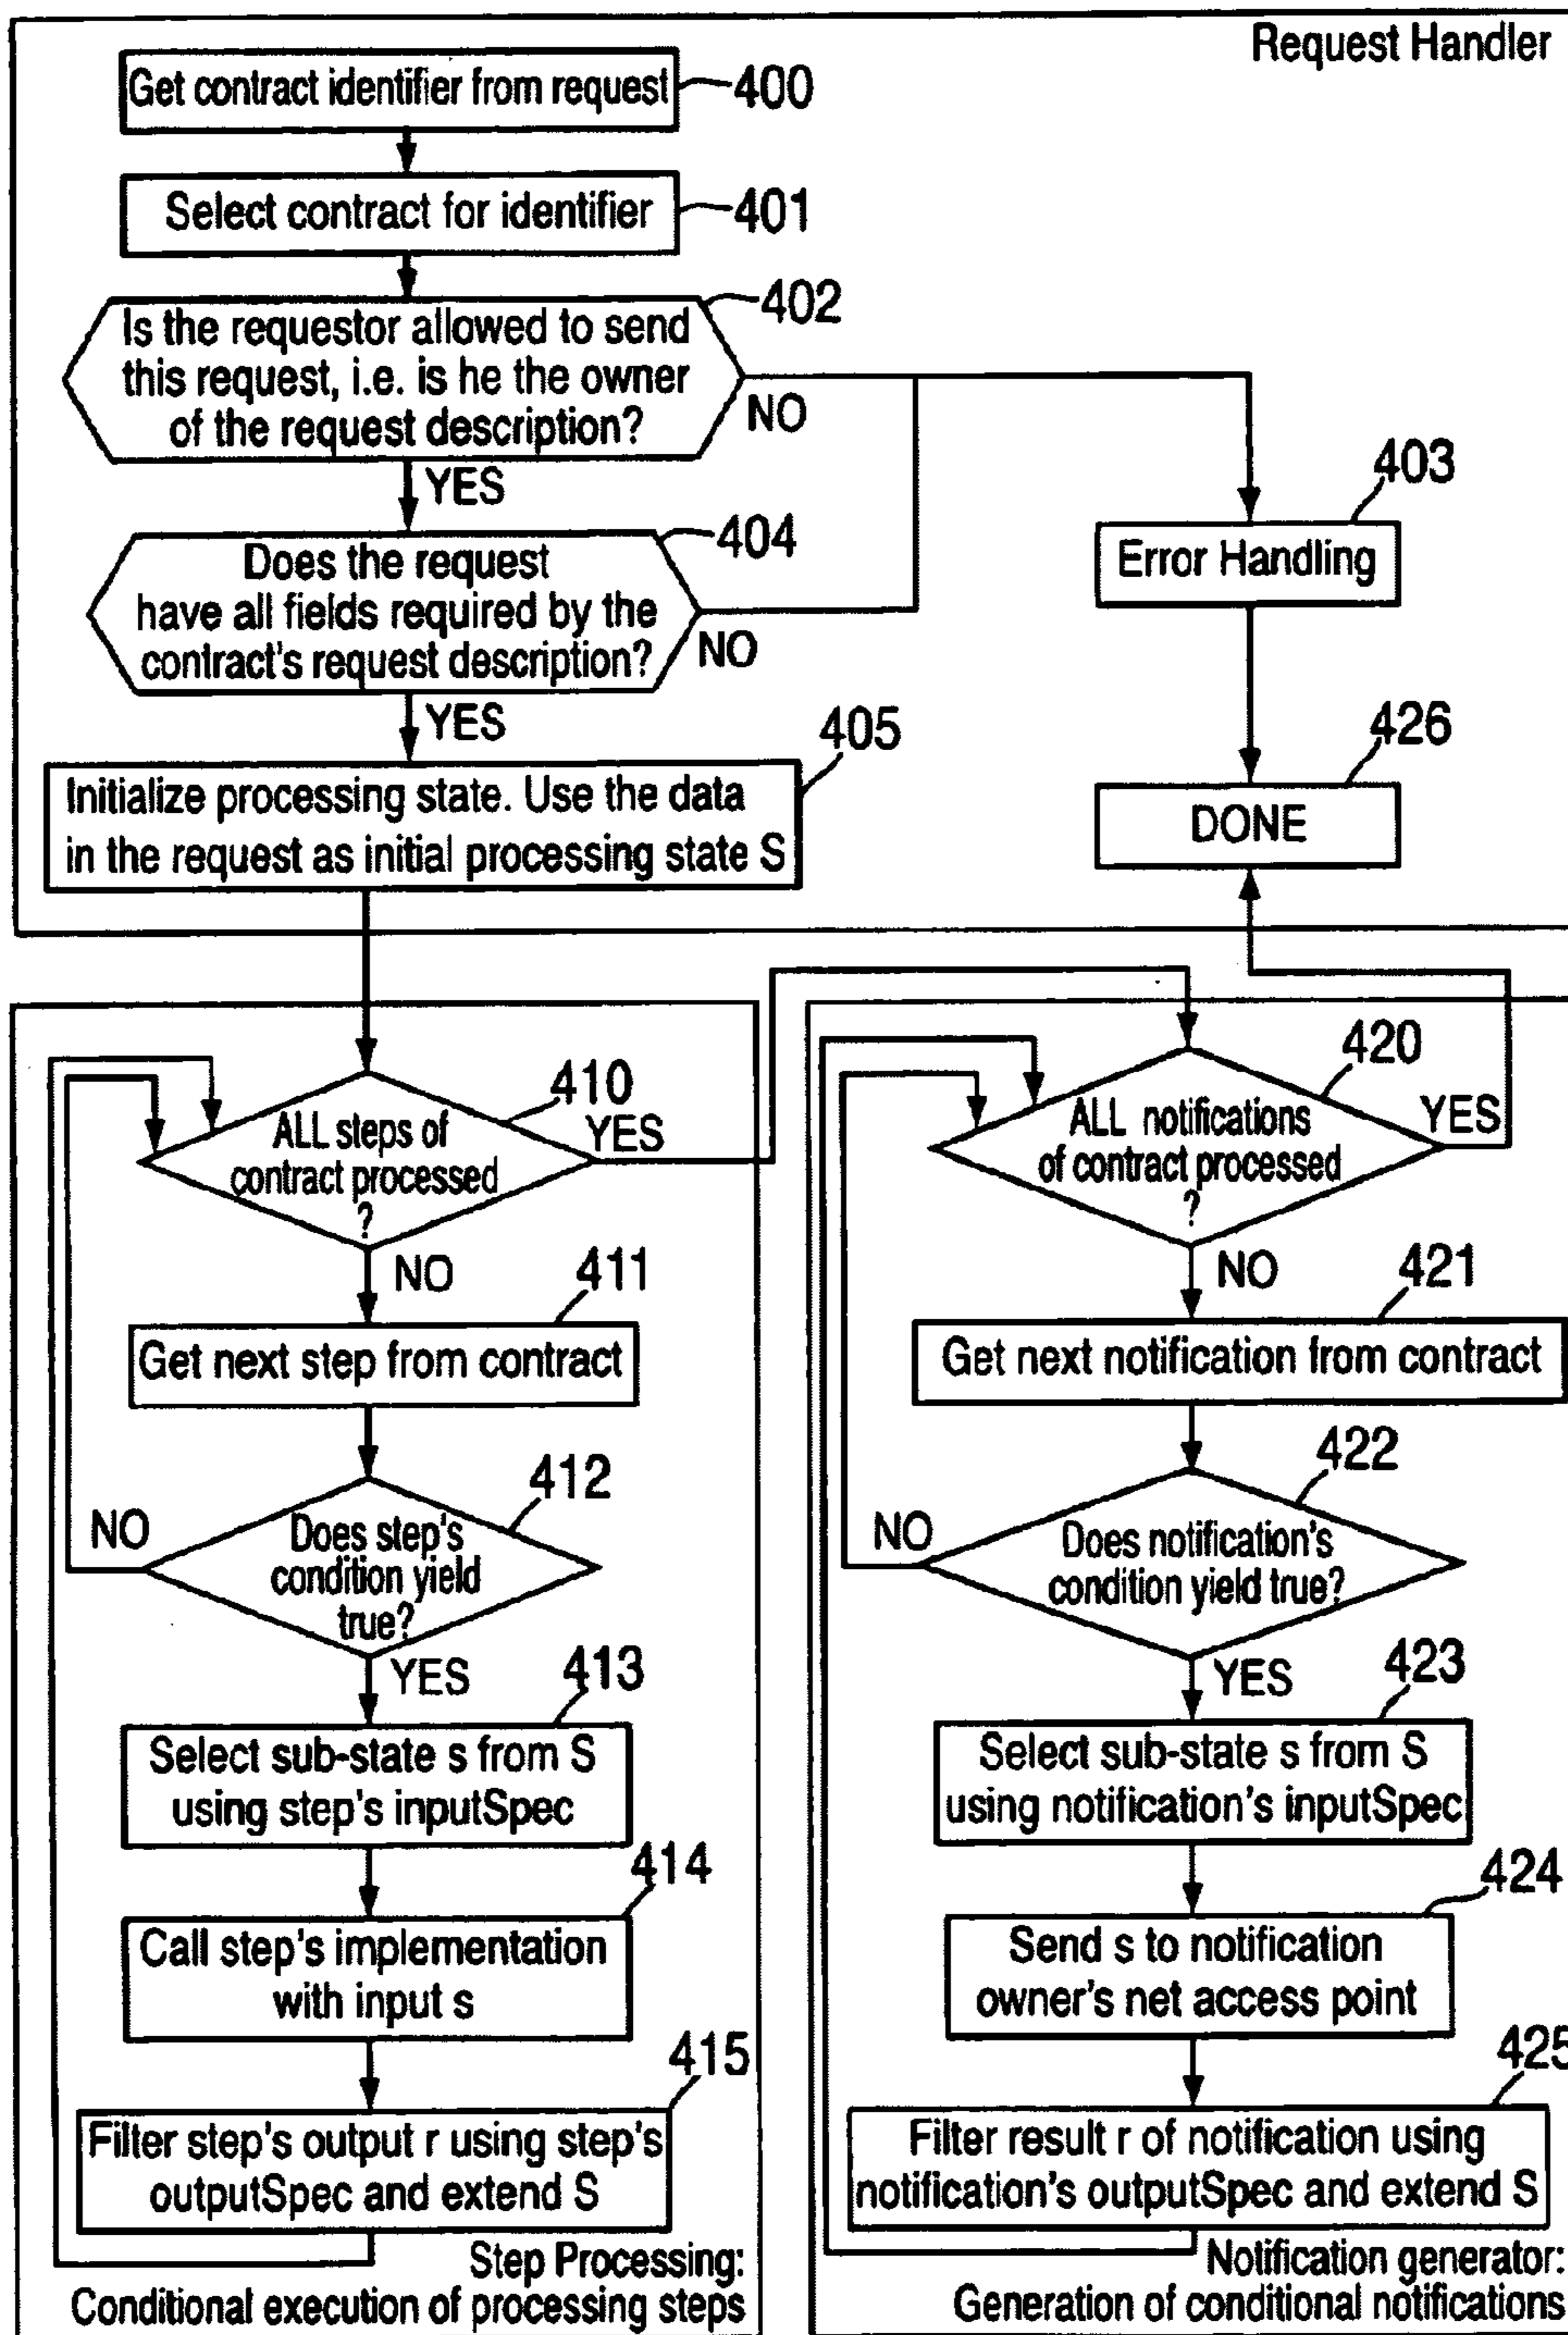 Request Handler
Get contract identifier from request
400
Select contract for identifier
401
402
Is the requestor allowed to send
this request, i.e. is he the owner
of the request description?
NO
YES
403
Error Handling
404
Does the request
have all fields required by the
contract's request description?
NO
YES
405
Initialize processing state. Use the data
in the request as initial processing state S
426
DONE
410
ALL steps of
contract processed
?
YES
NO
411
Get next step from contract
412
Does step's
condition yield
true?
NO
YES
413
Select sub-state s from S
using step's inputSpec
414
Call step's implementation
with input s
415
Filter step's output r using step's
outputSpec and extend S
Step Processing:
Conditional execution of processing steps
420
ALL notifications
of contract processed
?
YES
NO
421
Get next notification from contract
422
Does notification's
condition yield true?
NO
YES
423
Select sub-state s from S
using notification's inputSpec
424
Send s to notification
owner's net access point
425
Filter result r of notification using
notification's outputSpec and extend S
Notification generator:
Generation of conditional notifications